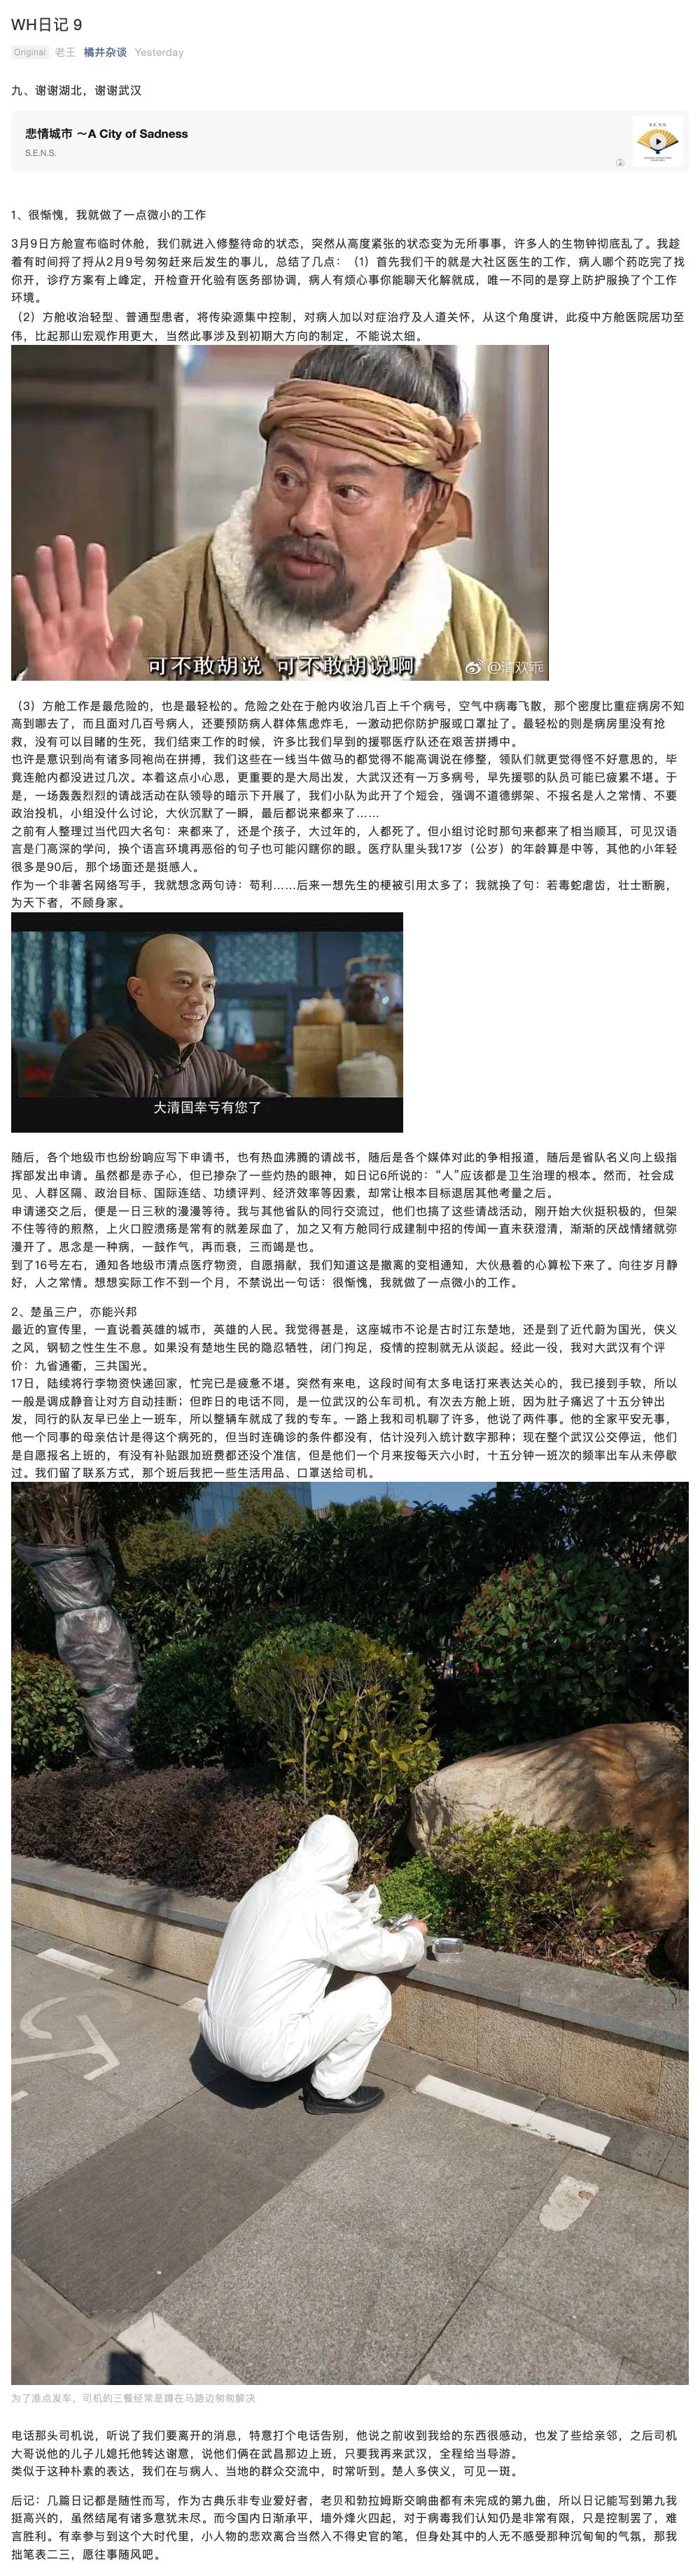 WH日记 9
Original 老王 橘井杂谈 Yesterday
九、谢谢湖北，谢谢武汉
悲情城市 ～A City of Sadness
S.E.N.S.
S.E.N.S.
1、很惭愧，我就做了一点微小的工作
3月9日方舱宣布临时休舱，我们就进入修整待命的状态，突然从高度紧张的状态变为无所事事，许多人的生物钟彻底乱了。我趁
着有时间将了捋从2月9号匆匆赶来后发生的事儿，总结了几点：（1）首先我们干的就是大社区医生的工作，病人哪个药吃完了找
你开，诊疗方案有上峰定，开检查开化验有医务部协调，病人有烦心事你能聊天化解就成，唯一不同的是穿上防护服换了个工作
环境。
（2）方舱收治轻型、普通型患者，将传染源集中控制，对病人加以对症治疗及人道关怀，从这个角度讲，此疫中方舱医院居功至
伟，比起那山宏观作用更大，当然此事涉及到初期大方向的制定，不能说太细。
可不敢胡说 可不敢胡说啊
@清欢乖
（3）方舱工作是最危险的，也是最轻松的。危险之处在于舱内收治几百上千个病号，空气中病毒飞散，那个密度比重症病房不知
高到哪去了，而且面对几百号病人，还要预防病人群体焦虑炸毛，一激动把你防护服或口罩扯了。最轻松的则是病房里没有抢
救，没有可以目睹的生死，我们结束工作的时候，许多比我们早到的援鄂医疗队还在艰苦拼搏中。
也许是意识到尚有诸多同袍尚在拼搏，我们这些在一线当牛做马的都觉得不能高调说在修整，领队们就更觉得怪不好意思的，毕
竟连舱内都没进过几次。本着这点小心思，更重要的是大局出发，大武汉还有一万多病号，早先援鄂的队员可能已疲累不堪。于
是，一场轰轰烈烈的请战活动在队领导的暗示下开展了，我们小队为此开了个短会，强调不道德绑架、不报名是人之常情、不要
政治投机，小组没什么讨论，大伙沉默了一瞬，最后都说来都来了……
之前有人整理过当代四大名句：来都来了，还是个孩子，大过年的，人都死了。但小组讨论时那句来都来了相当顺耳，可见汉语
言是门高深的学问，换个语言环境再恶俗的句子也可能闪瞎你的眼。医疗队里头我17岁（公岁）的年龄算是中等，其他的小年轻
很多是90后，那个场面还是挺感人。
作为一个非著名网络写手，我就想念两句诗：苟利……后来一想先生的梗被引用太多了；我就换了句：若毒蛇虐齿，壮士断腕，
为天下者，不顾身家。
大清国幸亏有您了
随后，各个地级市也纷纷响应写下申请书，也有热血沸腾的请战书，随后是各个媒体对此的争相报道，随后是省队名义向上级指
挥部发出申请。虽然都是赤子心，但已掺杂了一些灼热的眼神，如日记6所说的：“人”应该都是卫生治理的根本。然而，社会成
见、人群区隔、政治目标、国际连结、功绩评判、经济效率等因素，却常让根本目标退居其他考量之后。
申请递交之后，便是一日三秋的漫漫等待。我与其他省队的同行交流过，他们也搞了这些请战活动，刚开始大伙挺积极的，但架
不住等待的煎熬，上火口腔溃疡是常有的就差尿血了，加之又有方舱同行成建制中招的传闻一直未获澄清，渐渐的厌战情绪就弥
漫开了。思念是一种病，一鼓作气，再而衰，三而竭是也。
到了16号左右，通知各地级市清点医疗物资，自愿捐献，我们知道这是撤离的变相通知，大伙悬着的心算松下来了。向往岁月静
好，人之常情。想想实际工作不到一个月，不禁说出一句话：很惭愧，我就做了一点微小的工作。
2、楚虽三户，亦能兴邦
最近的宣传里，一直说着英雄的城市，英雄的人民。我觉得甚是，这座城市不论是古时江东楚地，还是到了近代蔚为国光，侠义
之风，钢韧之性生生不息。如果没有楚地生民的隐忍牺牲，闭门拘足，疫情的控制就无从谈起。经此一役，我对大武汉有个评
价：九省通衢，三共国光。
17日，陆续将行李物资快递回家，忙完已是疲惫不堪。突然有来电，这段时间有太多电话打来表达关心的，我已接到手软，所以
一般是调成静音让对方自动挂断；但昨日的电话不同，是一位武汉的公车司机。有次去方舱上班，因为肚子痛迟了十五分钟出
发，同行的队友早已坐上一班车，所以整辆车就成了我的专车。一路上我和司机聊了许多，他说了两件事。他的全家平安无事，
他一个同事的母亲估计是得这个病死的，但当时连确诊的条件都没有，估计没列入统计数字那种；现在整个武汉公交停运，他们
是自愿报名上班的，有没有补贴跟加班费都还没个准信，但是他们一个月来按每天六小时，十五分钟一班次的频率出车从未停歇
过。我们留了联系方式，那个班后我把一些生活用品、口罩送给司机。
为了准点发车，司机的三餐经常是蹲在马路边匆匆解决
电话那头司机说，听说了我们要离开的消息，特意打个电话告别，他说之前收到我给的东西很感动，也发了些给亲邻，之后司机
大哥说他的儿子儿媳托他转达谢意，说他们俩在武昌那边上班，只要我再来武汉，全程给当导游。
类似于这种朴素的表达，我们在与病人、当地的群众交流中，时常听到。楚人多侠义，可见一斑。
后记：几篇日记都是随性而写，作为古典乐非专业爱好者，老贝和勃拉姆斯交响曲都有未完成的第九曲，所以日记能写到第九我
挺高兴的，虽然结尾有诸多意犹未尽。而今国内日渐承平，墙外烽火四起，对于病毒我们认知仍是非常有限，只是控制罢了，难
言胜利。有幸参与到这个大时代里，小人物的悲欢离合当然入不得史官的笔，但身处其中的人无不感受那种沉甸甸的气氛，那我
拙笔表二三，愿往事随风吧。